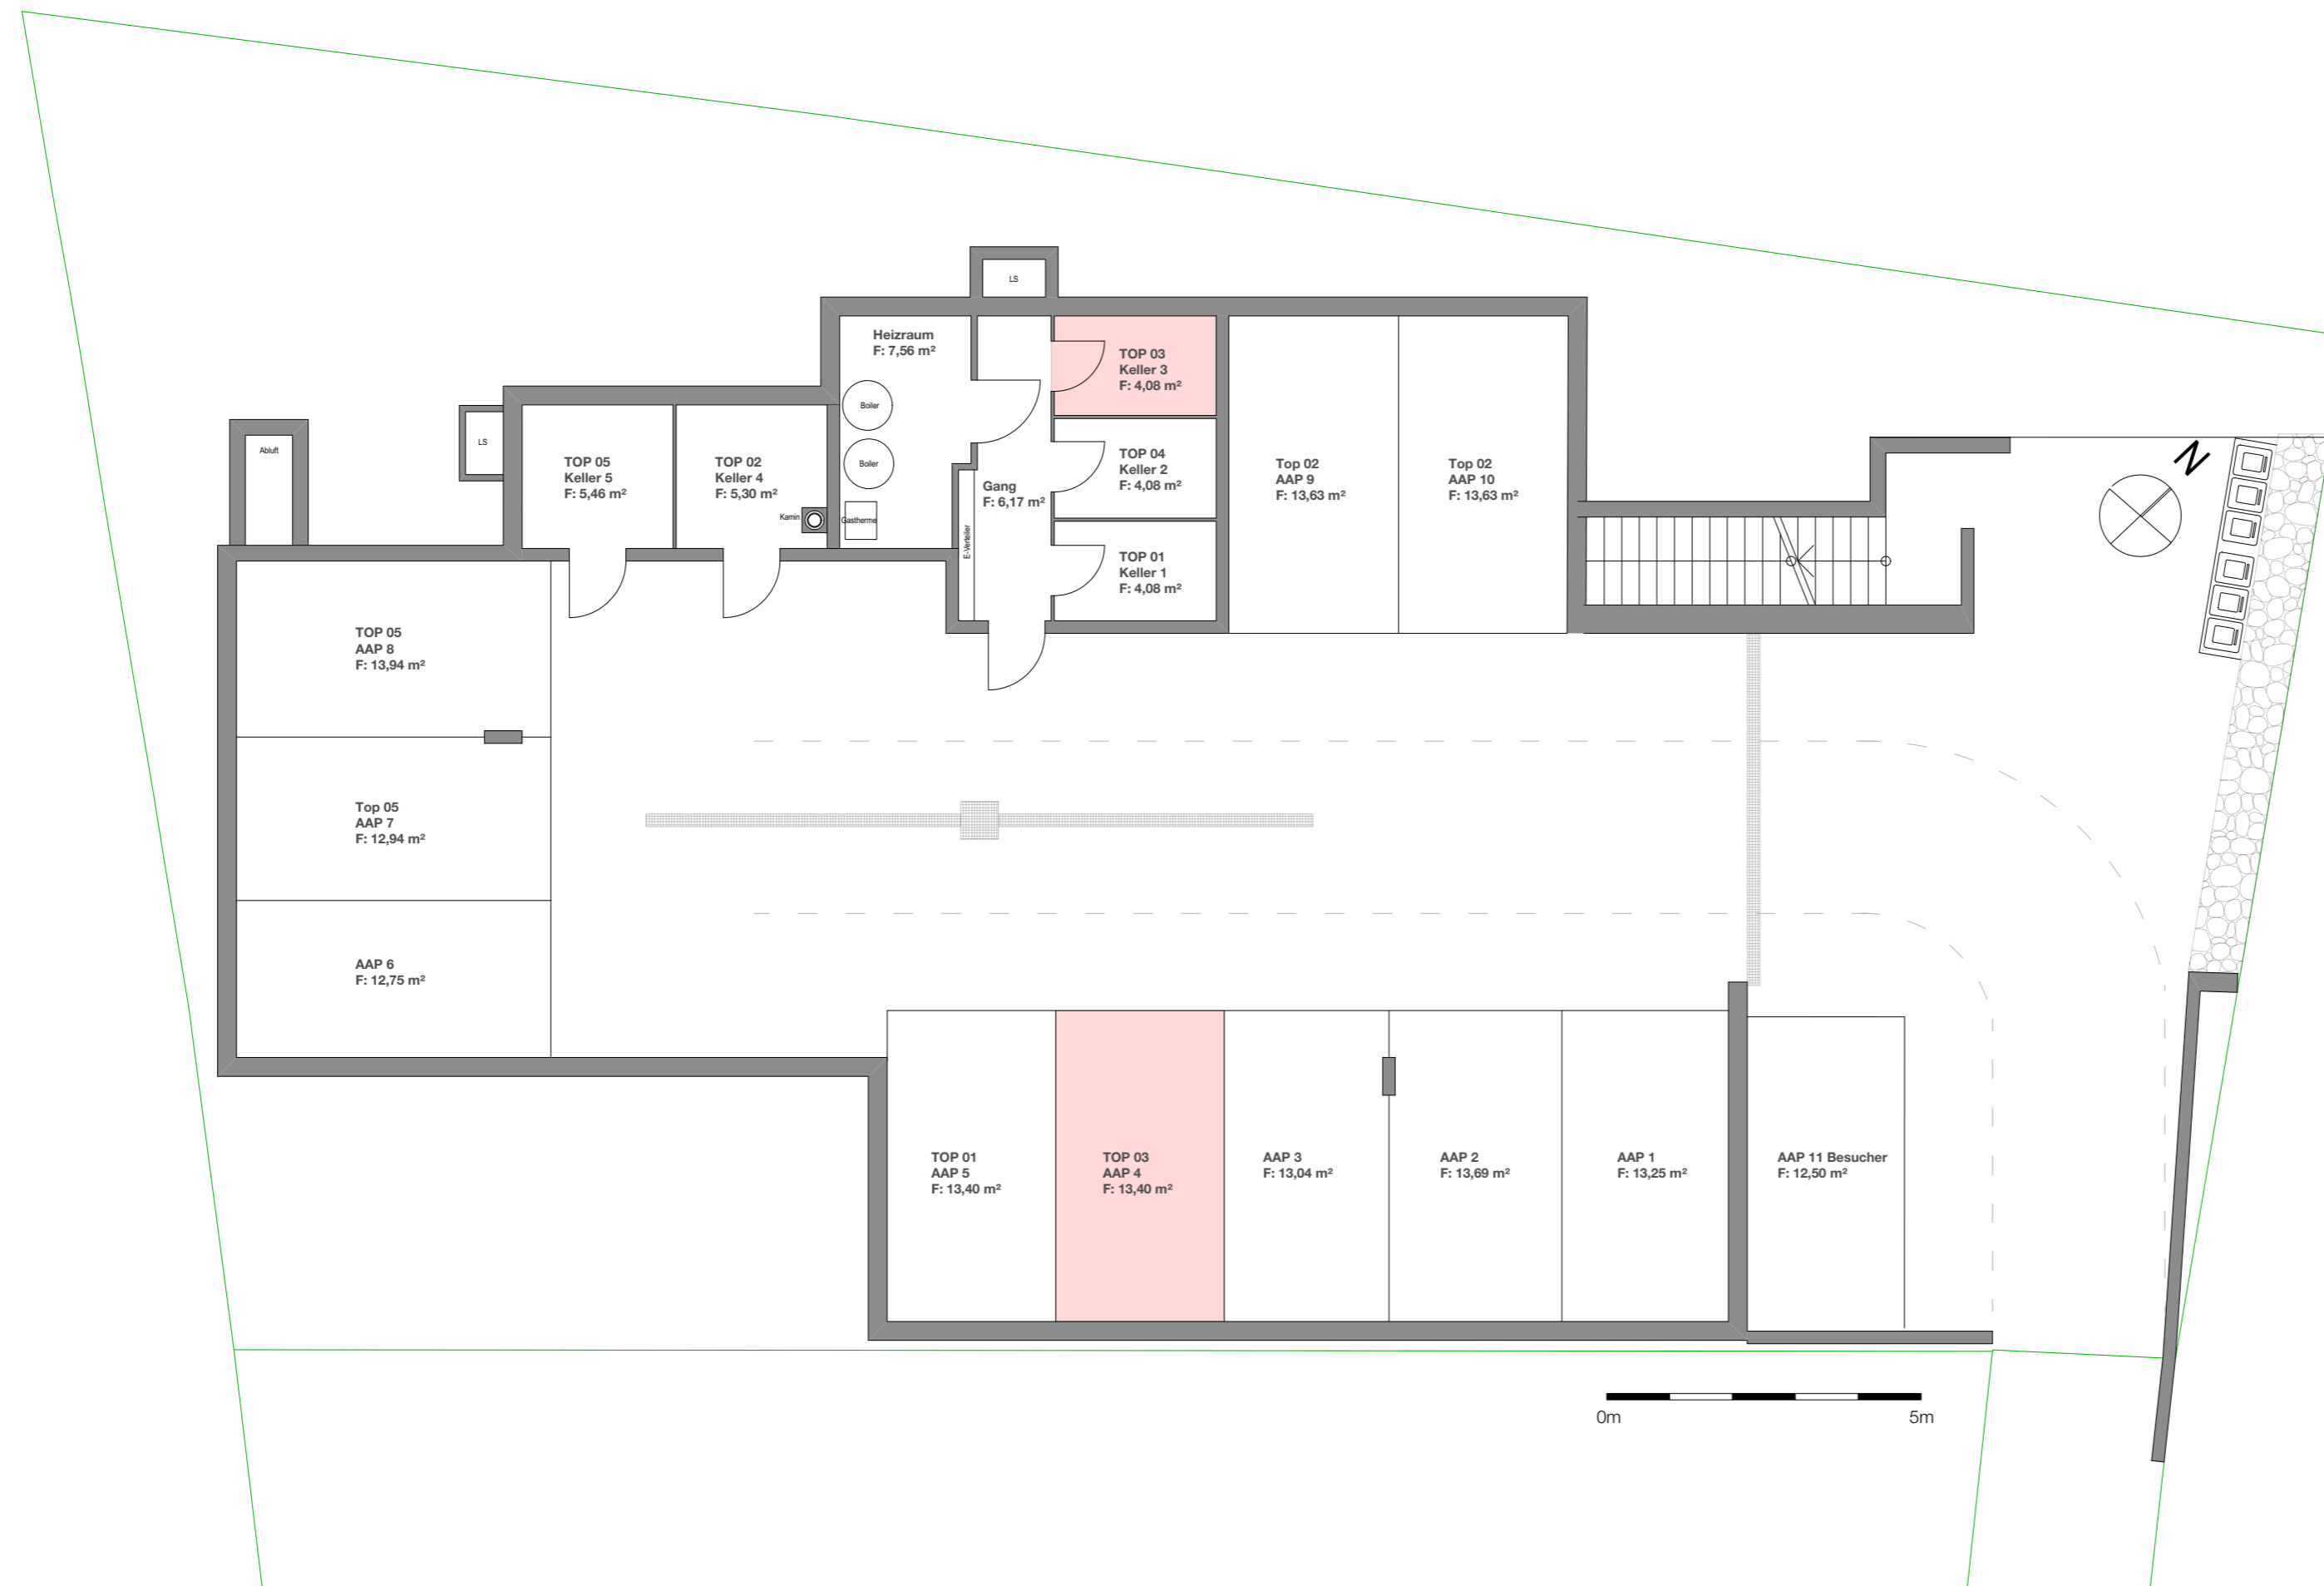 LS
Heizraum
F: 7,56 m²
TOP 03
Keller 3
F: 4,08 m²
Boiler
Boiler
Gastherme
Kamin
LS
Abluft
TOP 05
Keller 5
F: 5,46 m²
TOP 02
Keller 4
F: 5,30 m²
TOP 04
Keller 2
F: 4,08 m²
Gang
F: 6,17 m²
E-Verteiler
TOP 01
Keller 1
F: 4,08 m²
Top 02
AAP 9
F: 13,63 m²
Top 02
AAP 10
F: 13,63 m²
N
TOP 05
AAP 8
F: 13,94 m²
Top 05
AAP 7
F: 12,94 m²
AAP 6
F: 12,75 m²
TOP 01
AAP 5
F: 13,40 m²
TOP 03
AAP 4
F: 13,40 m²
AAP 3
F: 13,04 m²
AAP 2
F: 13,69 m²
AAP 1
F: 13,25 m²
AAP 11 Besucher
F: 12,50 m²
0m
5m